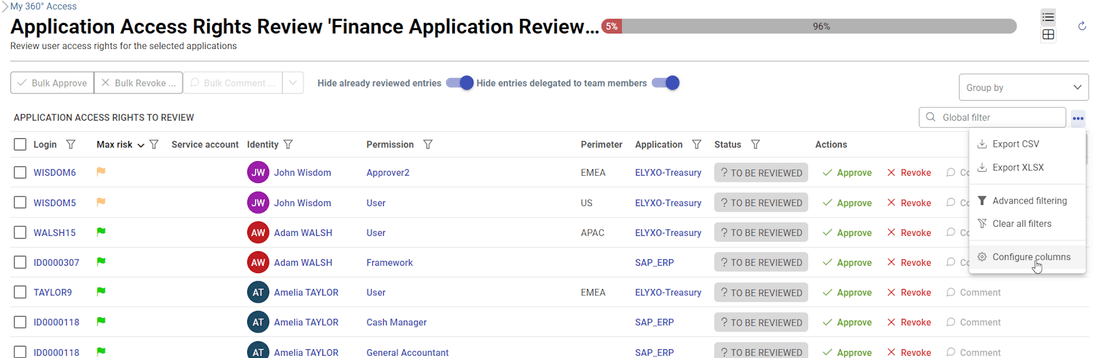 My 360° Access
Application Access Rights Review 'Finance Application Review...
5% 96%
Review user access rights for the selected applications
Bulk Approve Bulk Revoke ... Bulk Comment ... Hide already reviewed entries Hide entries delegated to team members Group by
APPLICATION ACCESS RIGHTS TO REVIEW Global filter
Login Max risk Service account Identity Permission Perimeter Application Status Actions
WISDOM6 JW John Wisdom Approver2 EMEA ELYXO-Treasury ? TO BE REVIEWED Approve Revoke Co
WISDOM5 JW John Wisdom User US ELYXO-Treasury ? TO BE REVIEWED Approve Revoke Co
WALSH15 AW Adam WALSH User APAC ELYXO-Treasury ? TO BE REVIEWED Approve Revoke Co
ID0000307 AW Adam WALSH Framework SAP_ERP ? TO BE REVIEWED Approve Revoke Co
TAYLOR9 AT Amelia TAYLOR User EMEA ELYXO-Treasury ? TO BE REVIEWED Approve Revoke Comment
ID0000118 AT Amelia TAYLOR Cash Manager SAP_ERP ? TO BE REVIEWED Approve Revoke Comment
ID0000118 AT Amelia TAYLOR General Accountant SAP_ERP ? TO BE REVIEWED Approve Revoke Comment
Export CSV
Export XLSX
Advanced filtering
Clear all filters
Configure columns